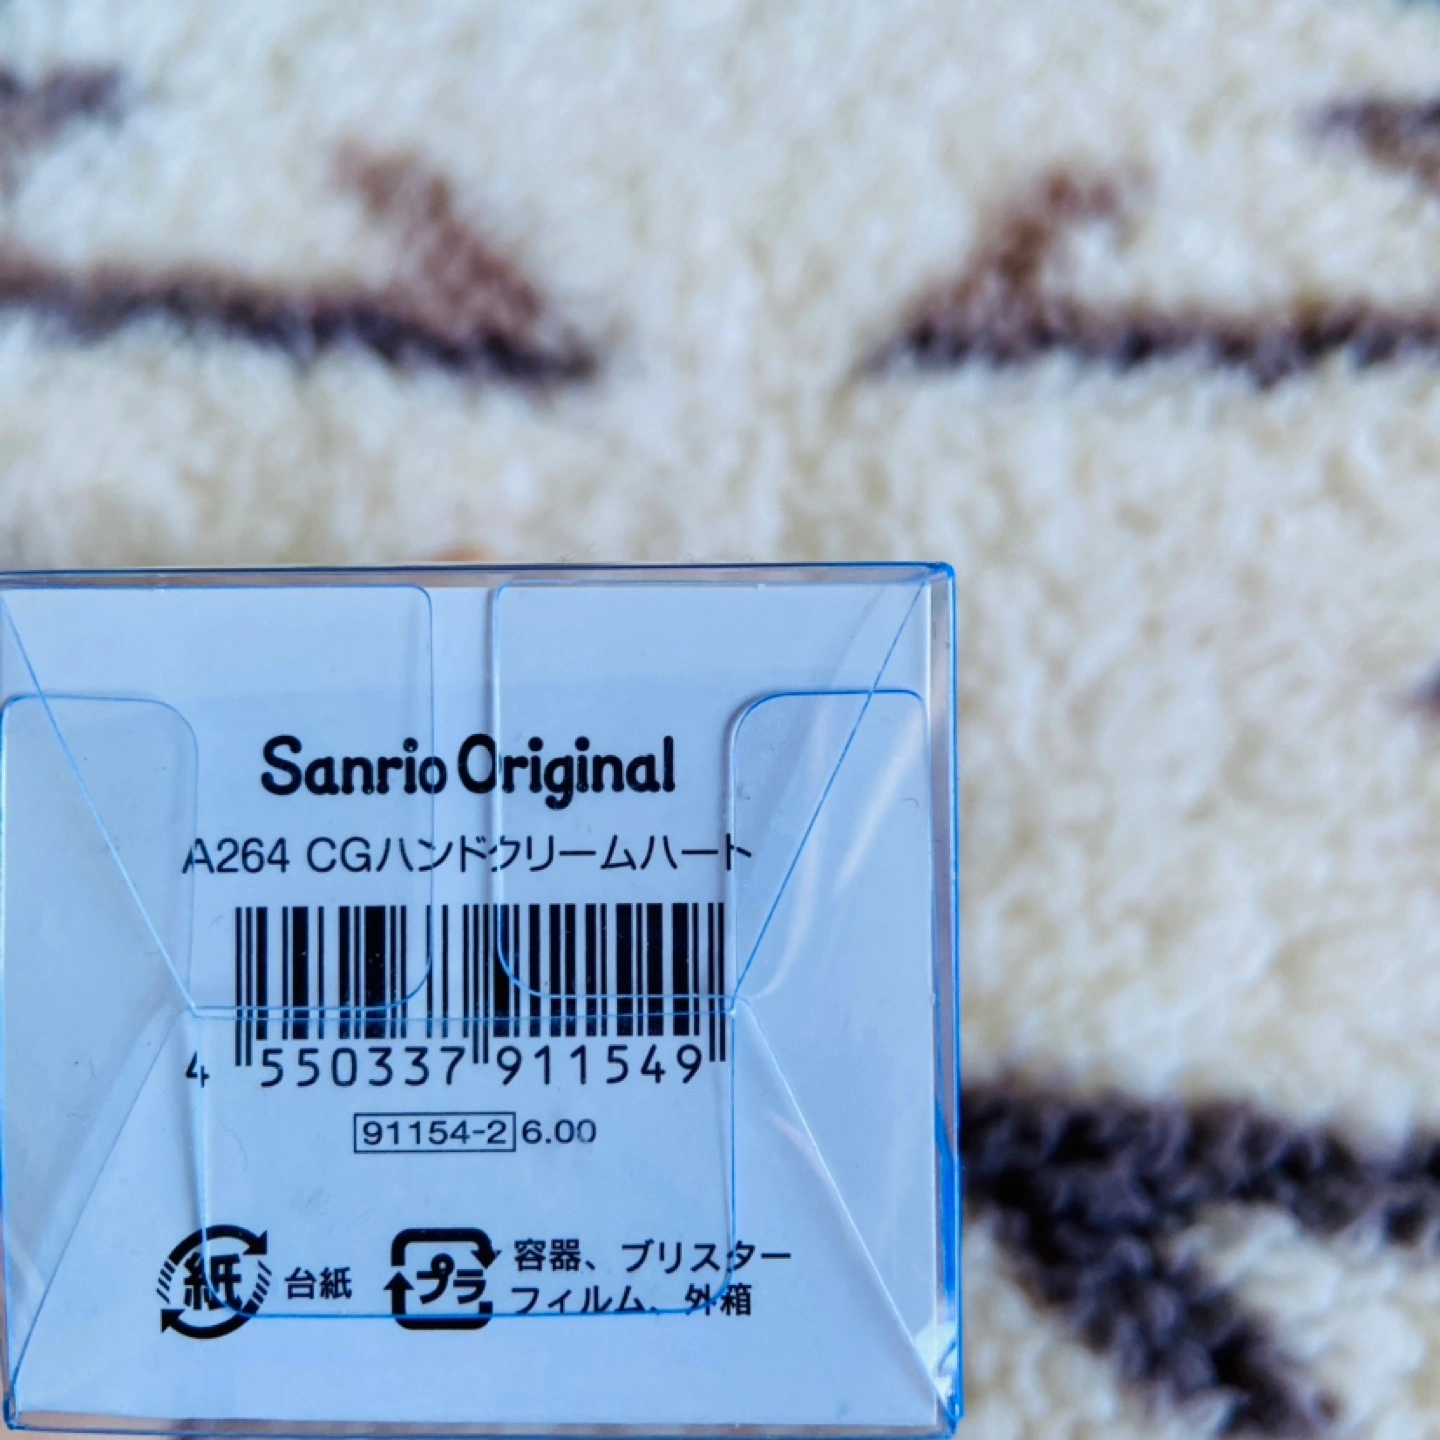 Sanrio Original
A264 CGハンドクリームハート
4 550337 911549
91154-2 6.00
紙 台紙
プラ 容器、ブリスター
フィルム、外箱